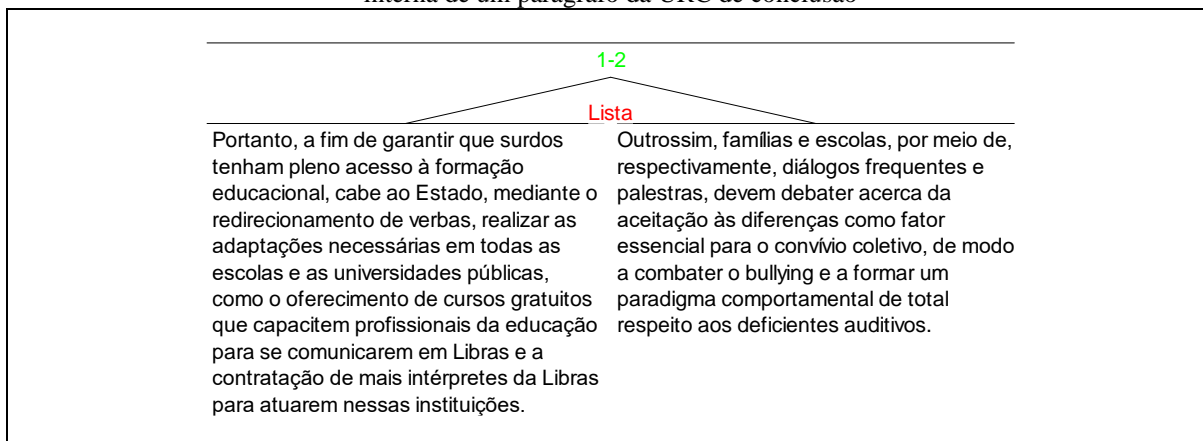 interna de um parágrafo da URC de conclusão
1-2
Lista
Portanto, a fim de garantir que surdos
tenham pleno acesso à formação
educacional, cabe ao Estado, mediante o
redirecionamento de verbas, realizar as
adaptações necessárias em todas as
escolas e as universidades públicas,
como o oferecimento de cursos gratuitos
que capacitem profissionais da educação
para se comunicarem em Libras e a
contratação de mais intérpretes da Libras
para atuarem nessas instituições.
Outrossim, famílias e escolas, por meio de,
respectivamente, diálogos frequentes e
palestras, devem debater acerca da
aceitação às diferenças como fator
essencial para o convívio coletivo, de modo
a combater o bullying e a formar um
paradigma comportamental de total
respeito aos deficientes auditivos.